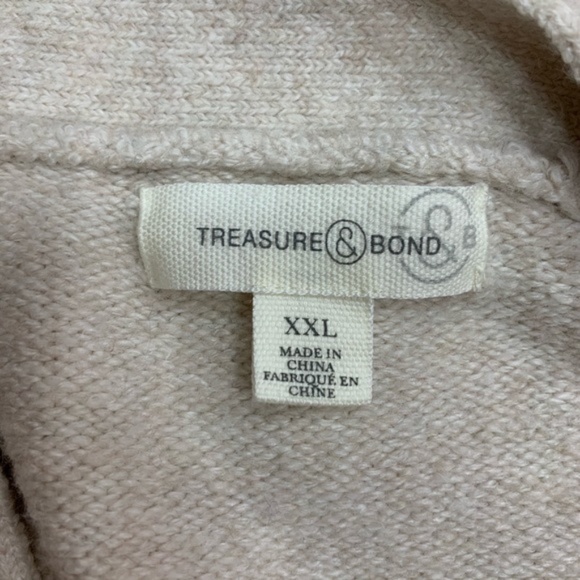 TREASURE & BOND
T & B
XXL
MADE IN
CHINA
FABRIQUÉ EN
CHINE